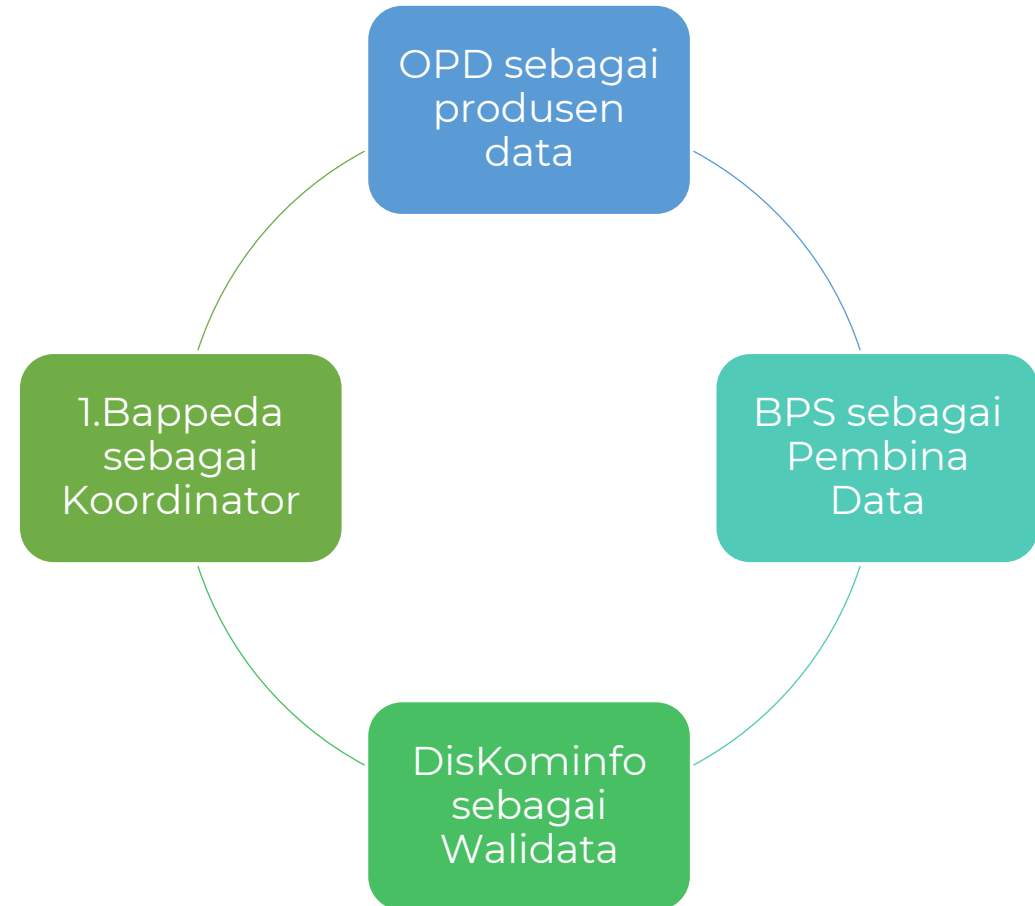 OPD sebagai
produsen
data
1.Bappeda
sebagai
Koordinator
BPS sebagai
Pembina
Data
DisKominfo
sebagai
Walidata